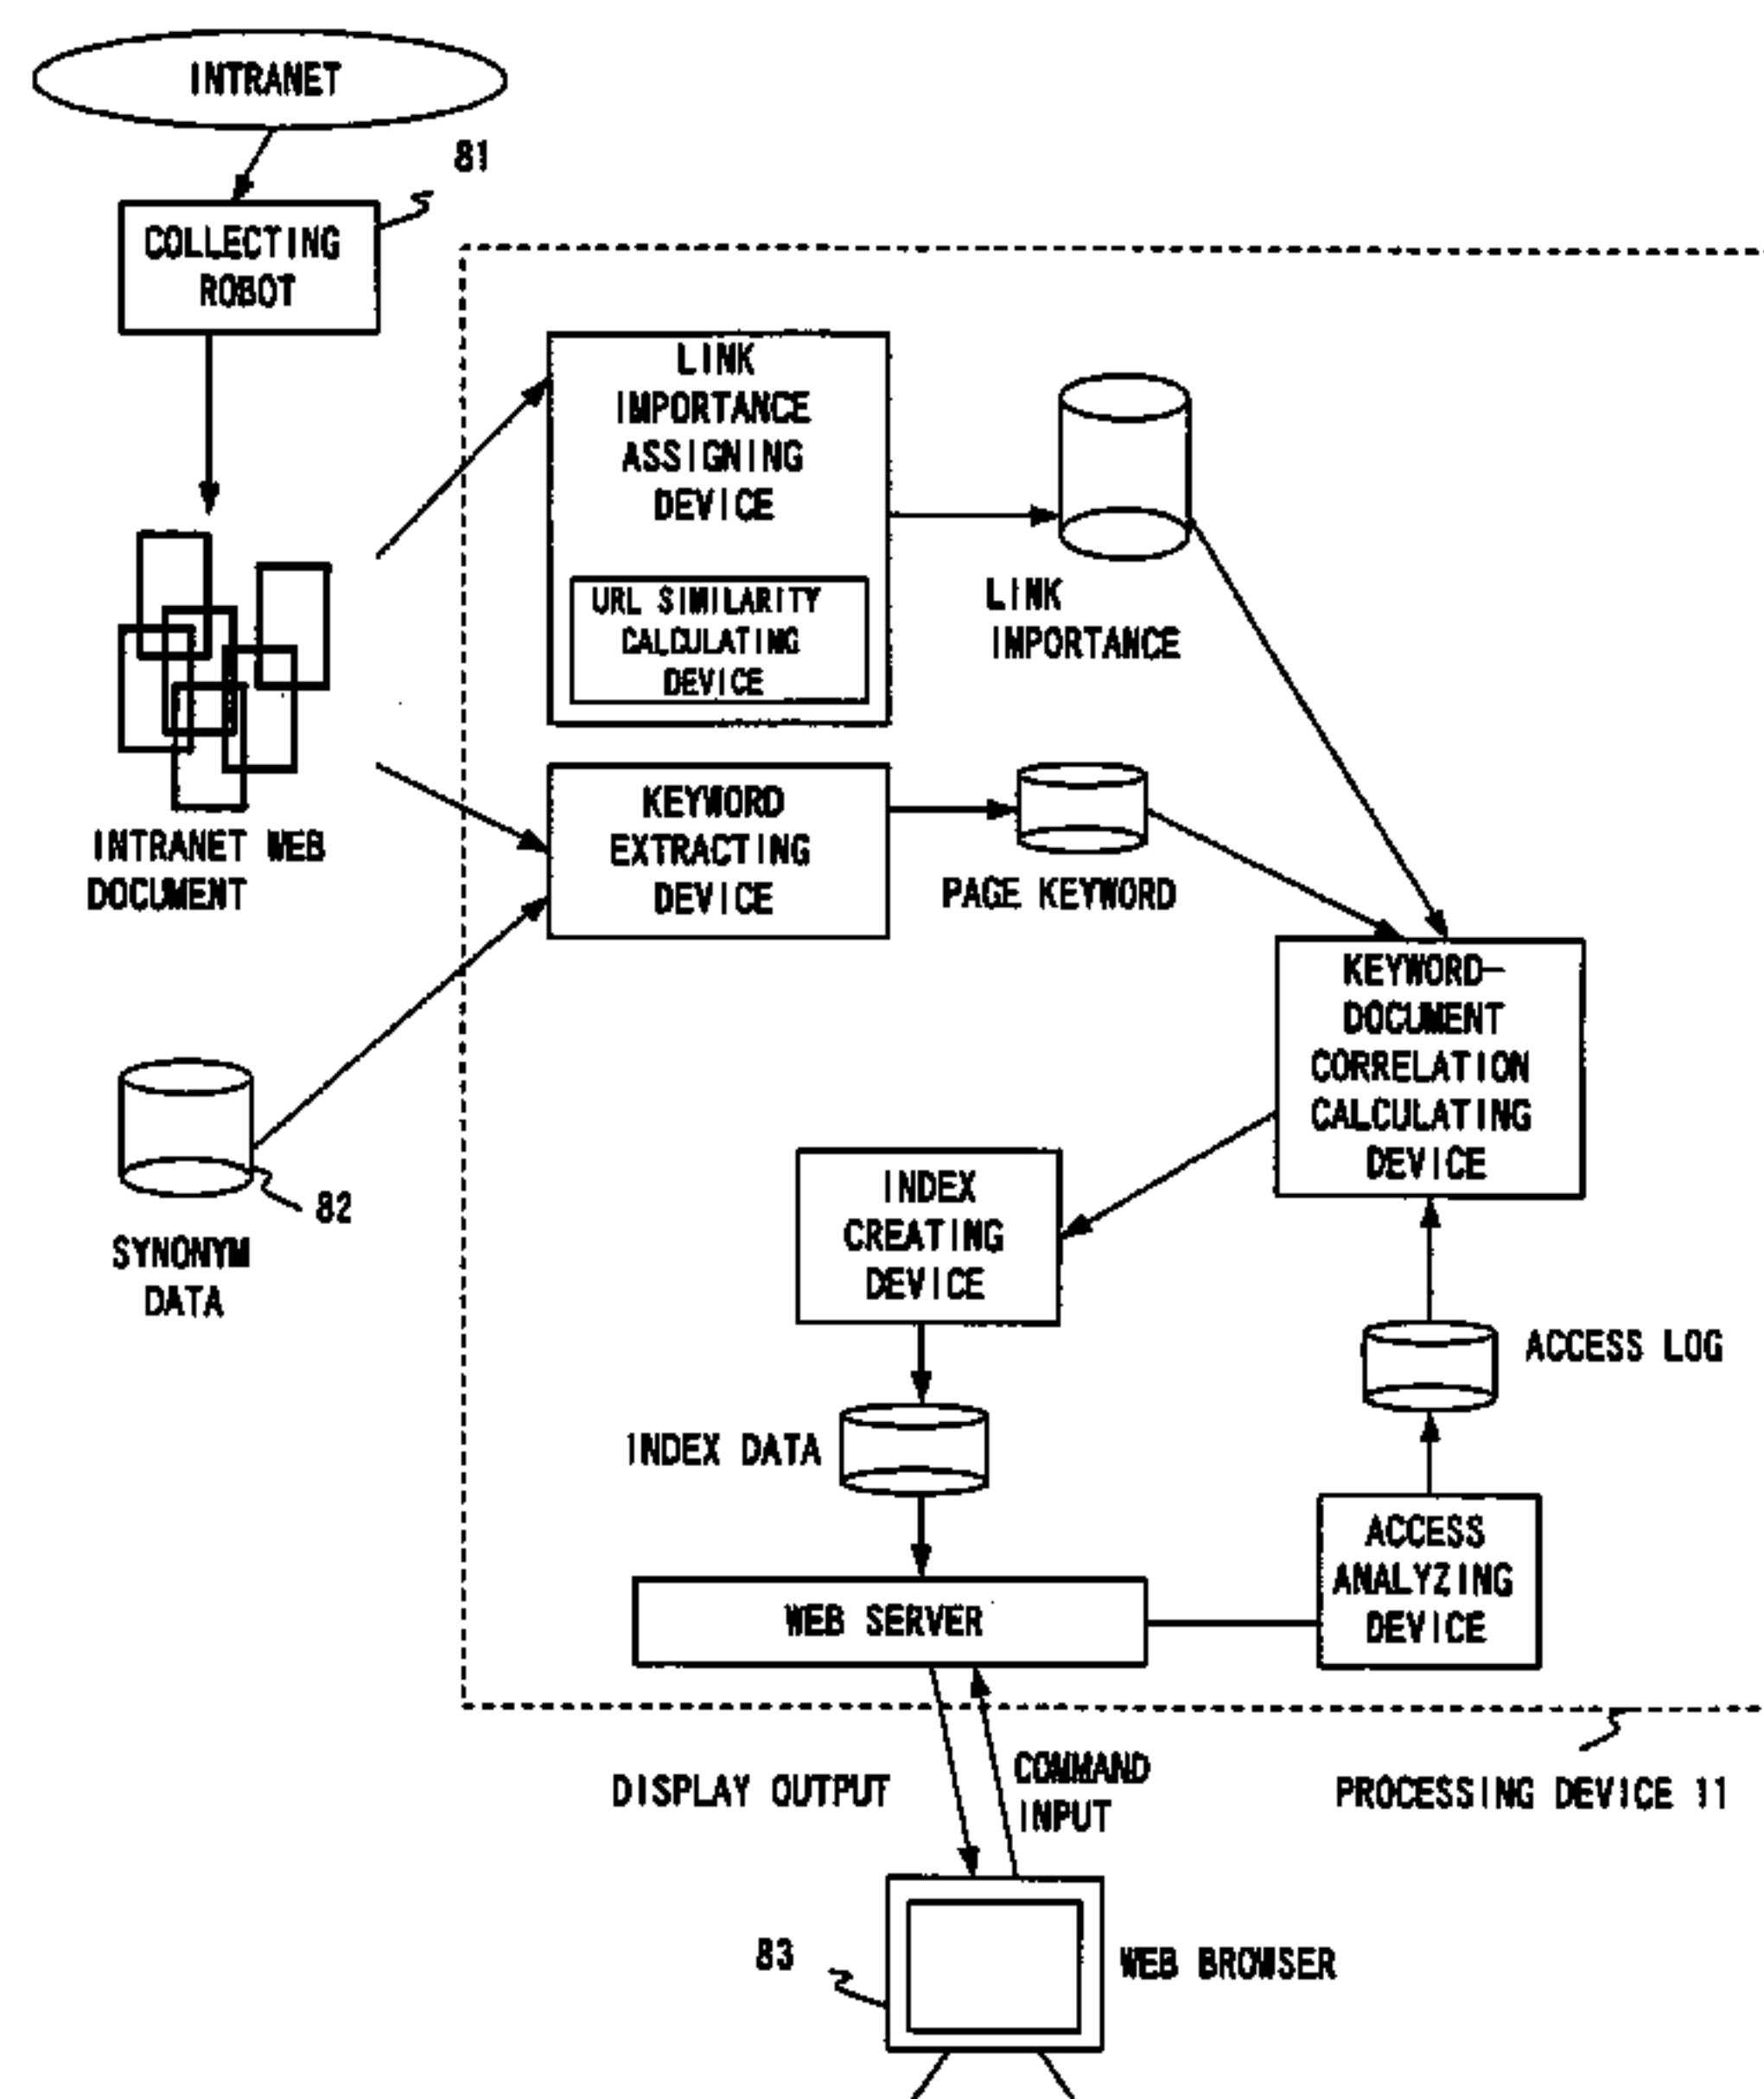 INTRANET
81
COLLECTING
ROBOT
LINK
IMPORTANCE
ASSIGNING
DEVICE
URL SIMILARITY
CALCULATING
DEVICE
LINK
IMPORTANCE
INTRANET WEB
DOCUMENT
KEYWORD
EXTRACTING
DEVICE
PAGE KEYWORD
KEYWORD-
DOCUMENT
CORRELATION
CALCULATING
DEVICE
82
SYNONYM
DATA
INDEX
CREATING
DEVICE
ACCESS LOG
INDEX DATA
ACCESS
ANALYZING
DEVICE
WEB SERVER
DISPLAY OUTPUT
COMMAND
INPUT
PROCESSING DEVICE 11
83
WEB BROWSER